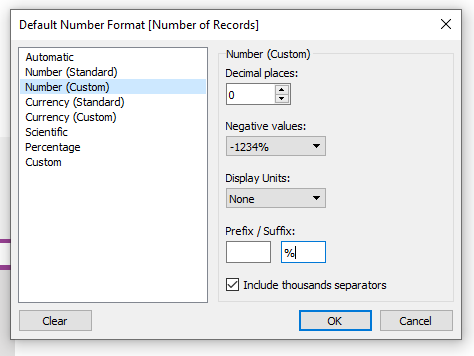 Default Number Format [Number of Records]
Automatic
Number (Standard)
Number (Custom)
Currency (Standard)
Currency (Custom)
Scientific
Percentage
Custom
Number (Custom)
Decimal places:
0
Negative values:
-1234%
Display Units:
None
Prefix / Suffix:
%
Include thousands separators
Clear
OK
Cancel